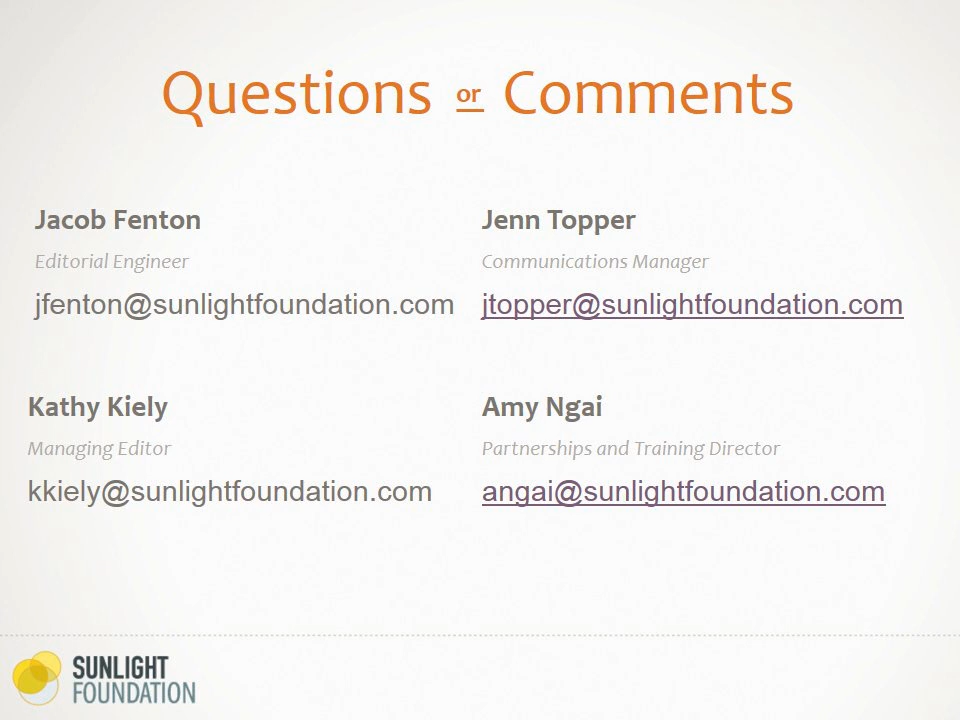 Questions or Comments
Jacob Fenton
Editorial Engineer
jfenton@sunlightfoundation.com
Jenn Topper
Communications Manager
jtopper@sunlightfoundation.com
Kathy Kiely
Managing Editor
kkiely@sunlightfoundation.com
Amy Ngai
Partnerships and Training Director
angai@sunlightfoundation.com
SUNLIGHT
FOUNDATION